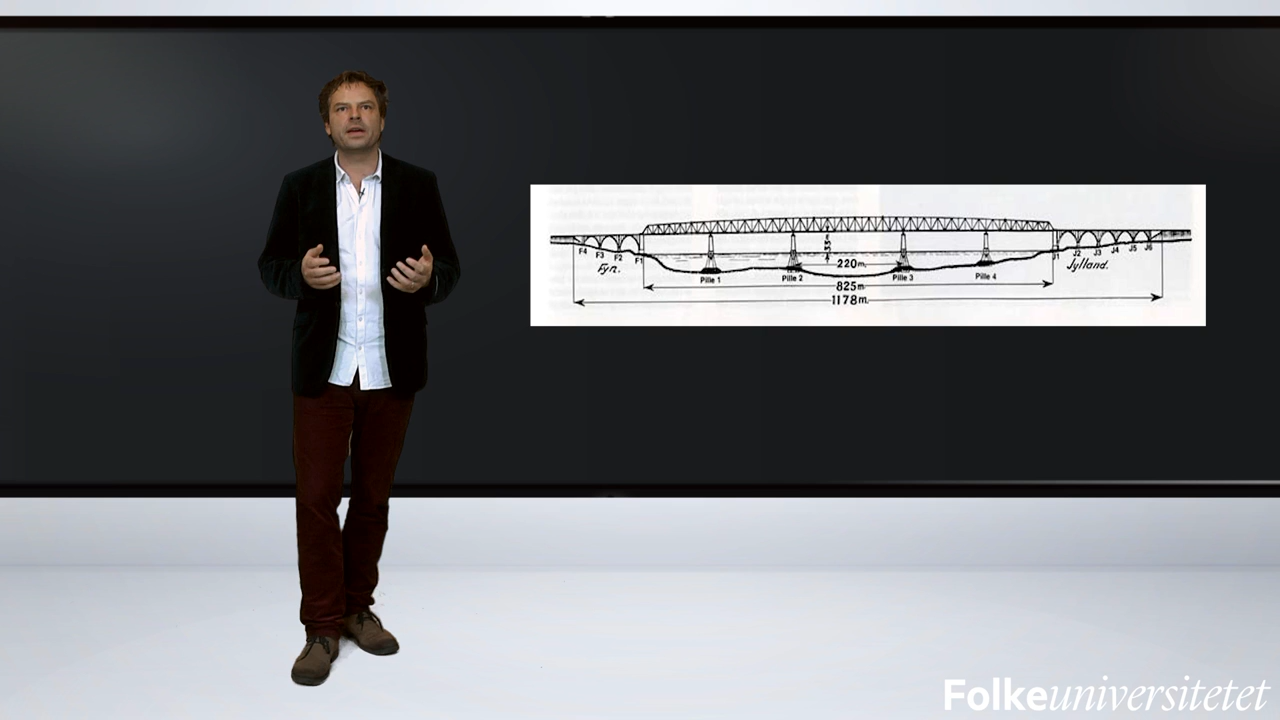 33 m.
F4 F3 F2 F1
J1 J2 J3 J4 J5 J6
Fyn.
Jylland.
220m.
Pille 1 Pille 2 Pille 3 Pille 4
825m
1178m.
Folkeuniversitetet